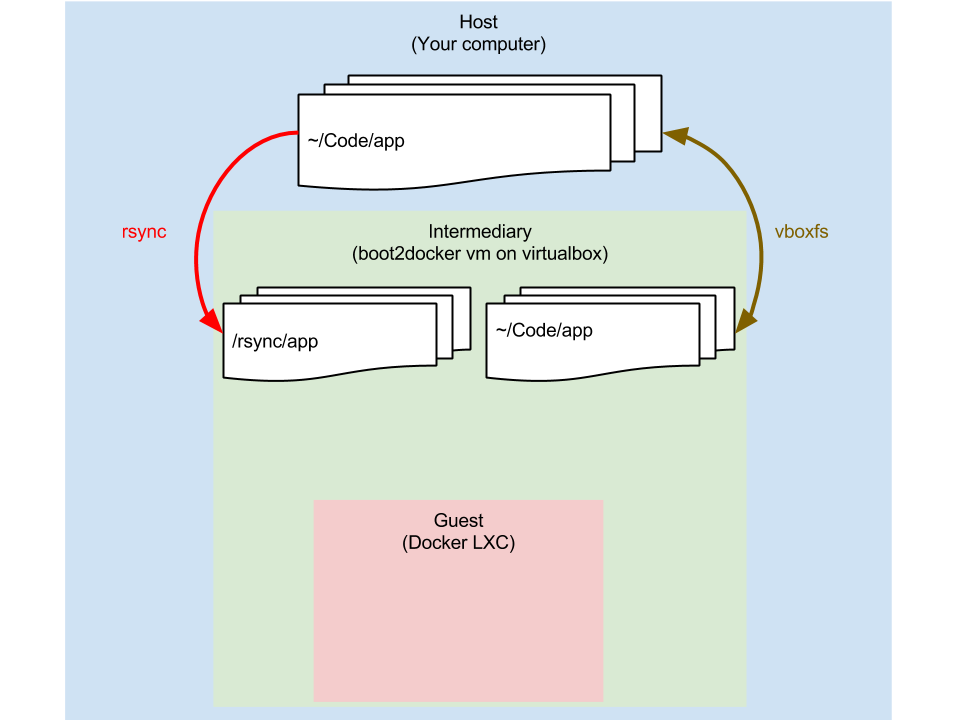 Host
(Your computer)
~/Code/app
rsync
vboxfs
Intermediary
(boot2docker vm on virtualbox)
/rsync/app
~/Code/app
Guest
(Docker LXC)